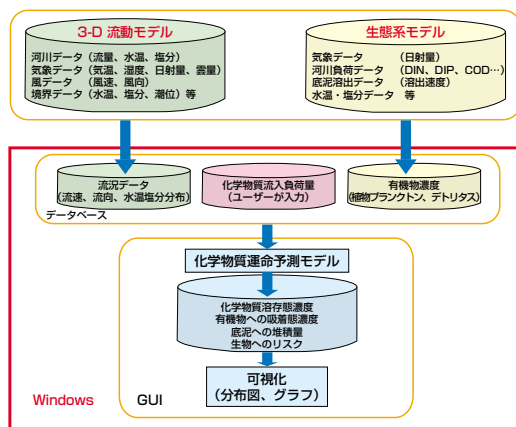 3-D 流動モデル
河川データ（流量、水温、塩分）
気象データ（気温、湿度、日射量、雲量）
風データ（風速、風向）
境界データ（水温、塩分、潮位）等
生態系モデル
気象データ　　　（日射量）
河川負荷データ（DIN、DIP、COD…）
底泥溶出データ（溶出速度）
水温・塩分データ　等
流況データ
（流速、流向、水温塩分分布）
化学物質流入負荷量
（ユーザーが入力）
有機物濃度
（植物プランクトン、デトリタス）
データベース
化学物質運命予測モデル
化学物質溶存態濃度
有機物への吸着態濃度
底泥への堆積量
生物へのリスク
可視化
（分布図、グラフ）
Windows
GUI